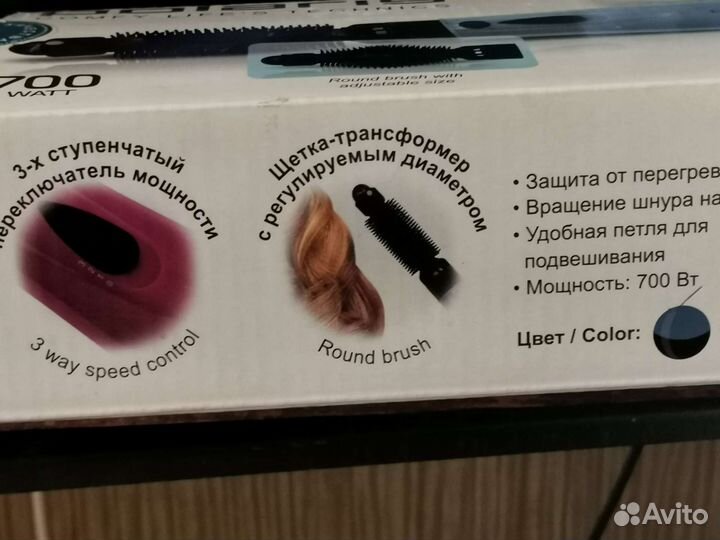 700
WATT
Round brush with
adjustable size
3-х ступенчатый
переключатель мощности
3 way speed control
Щетка-трансформер
с регулируемым диаметром
Round brush
• Защита от перегрев
• Вращение шнура на
• Удобная петля для
подвешивания
• Мощность: 700 Вт
Цвет / Color:
Avito